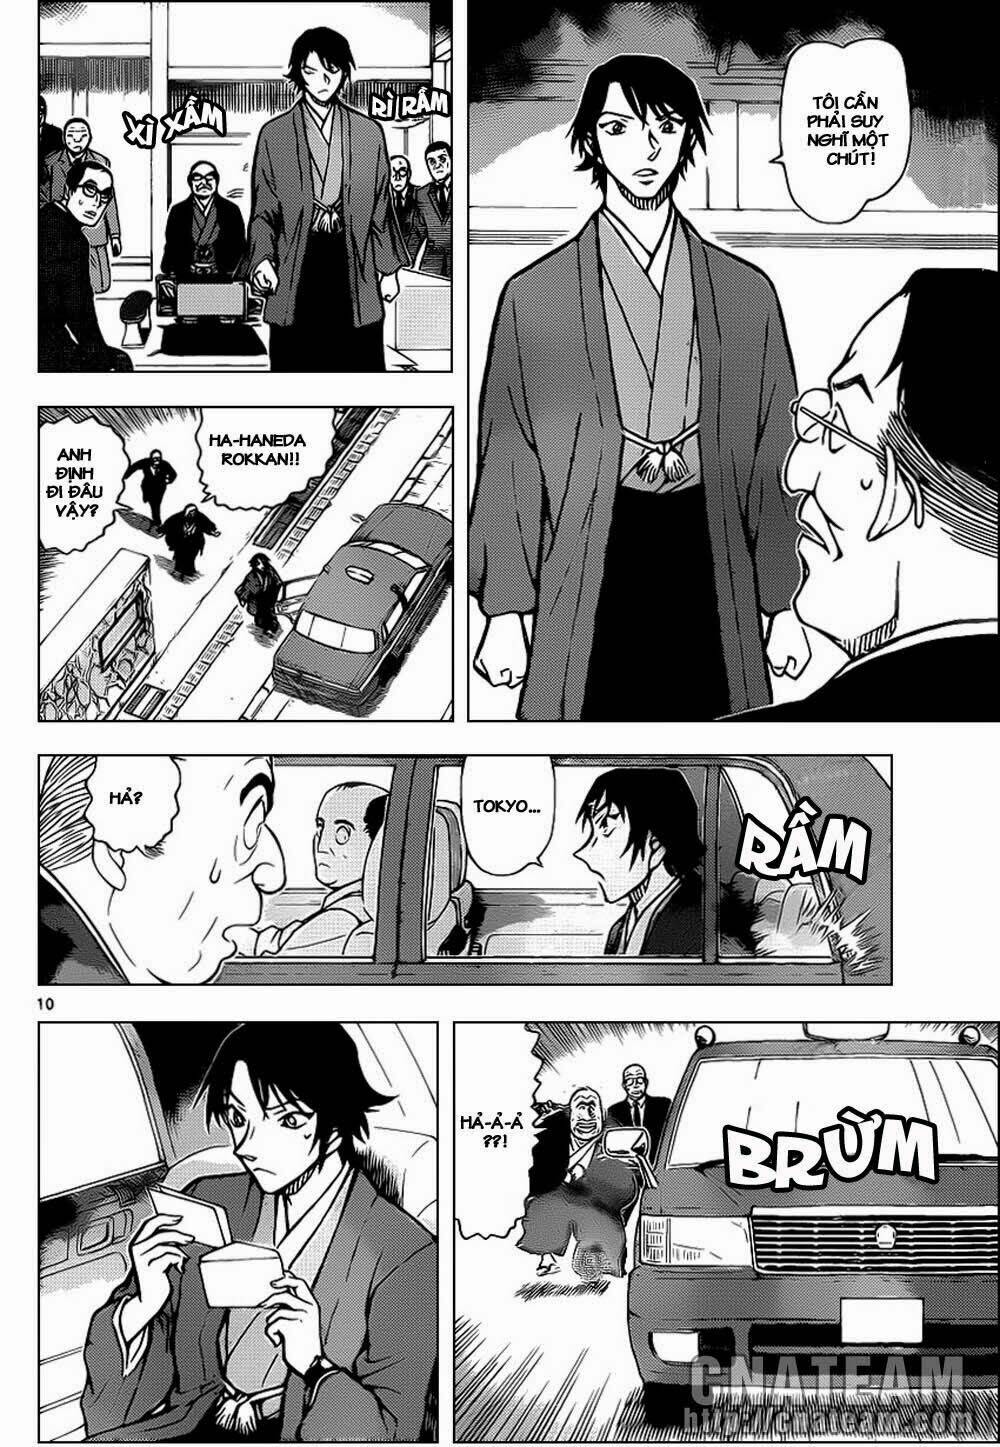 XÌ XẦM
RÌ RẦM
TÔI CẦN
PHẢI SUY
NGHĨ MỘT
CHÚT!
ANH
ĐỊNH
ĐI ĐÂU
VẬY?
HA-HANEDA
ROKKAN!!
HẢ?
TOKYO...
RẦM
10
HẢ-Ả-Ả
??!
BRỪM
CNATEAM
http://cnateam.com/